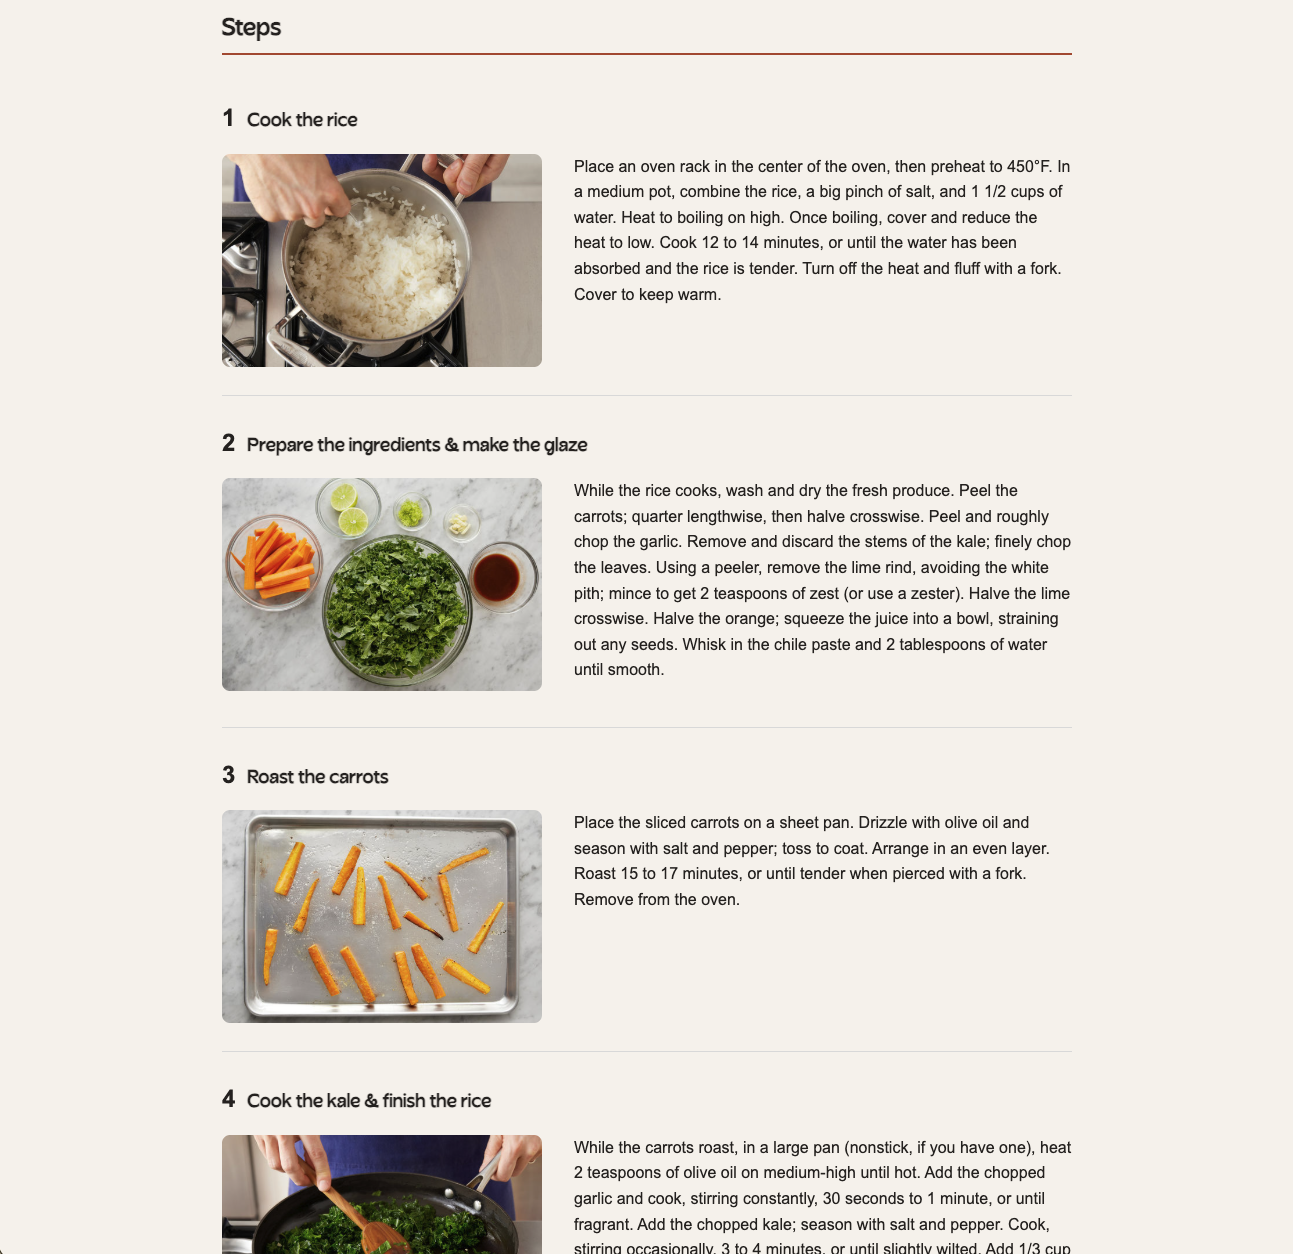 Steps
1 Cook the rice
Place an oven rack in the center of the oven, then preheat to 450°F. In
a medium pot, combine the rice, a big pinch of salt, and 1 1/2 cups of
water. Heat to boiling on high. Once boiling, cover and reduce the
heat to low. Cook 12 to 14 minutes, or until the water has been
absorbed and the rice is tender. Turn off the heat and fluff with a fork.
Cover to keep warm.
2 Prepare the ingredients & make the glaze
While the rice cooks, wash and dry the fresh produce. Peel the
carrots; quarter lengthwise, then halve crosswise. Peel and roughly
chop the garlic. Remove and discard the stems of the kale; finely chop
the leaves. Using a peeler, remove the lime rind, avoiding the white
pith; mince to get 2 teaspoons of zest (or use a zester). Halve the lime
crosswise. Halve the orange; squeeze the juice into a bowl, straining
out any seeds. Whisk in the chile paste and 2 tablespoons of water
until smooth.
3 Roast the carrots
Place the sliced carrots on a sheet pan. Drizzle with olive oil and
season with salt and pepper; toss to coat. Arrange in an even layer.
Roast 15 to 17 minutes, or until tender when pierced with a fork.
Remove from the oven.
4 Cook the kale & finish the rice
While the carrots roast, in a large pan (nonstick, if you have one), heat
2 teaspoons of olive oil on medium-high until hot. Add the chopped
garlic and cook, stirring constantly, 30 seconds to 1 minute, or until
fragrant. Add the chopped kale; season with salt and pepper. Cook,
stirring occasionally, 3 to 4 minutes, or until slightly wilted. Add 1/3 cup